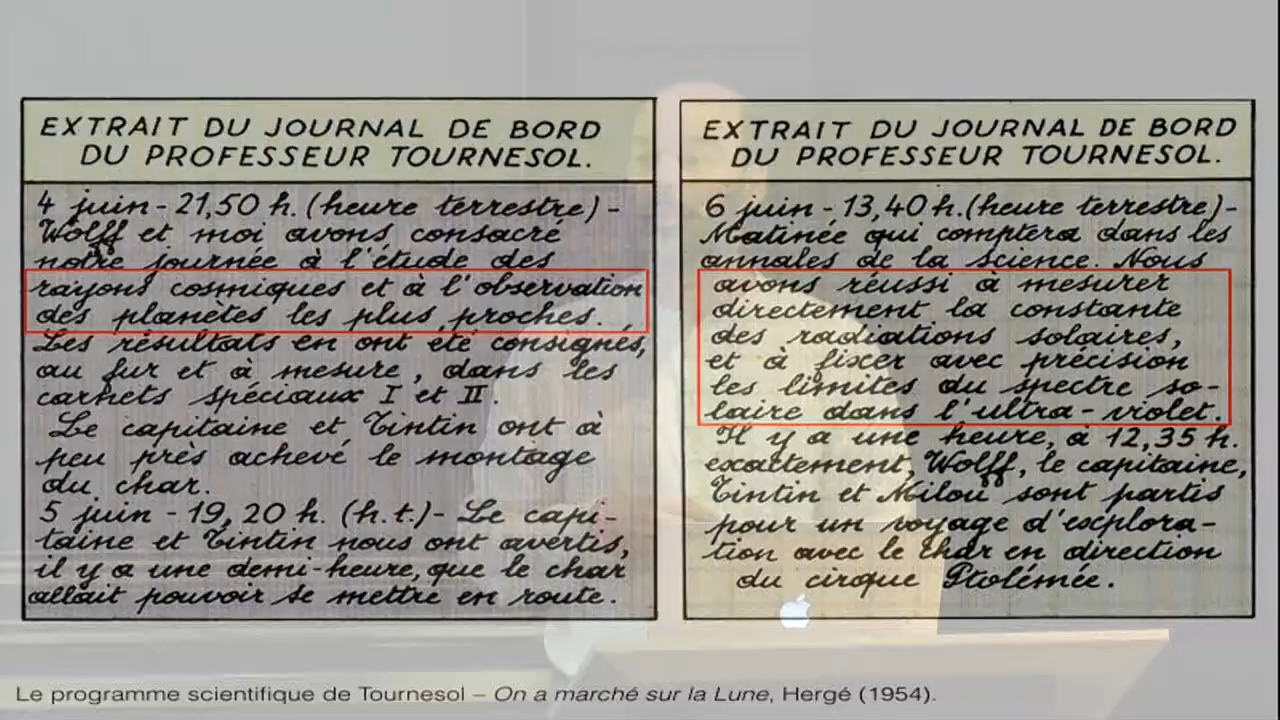 EXTRAIT DU JOURNAL DE BORD
DU PROFESSEUR TOURNESOL.
4 juin - 21,50 h. (heure terrestre) -
Wolff et moi avons consacré
notre journée à l'étude des
rayons cosmiques et à l'observation
des planètes les plus proches.
Les résultats en ont été consignés,
au fur et à mesure, dans les
carnets spéciaux I et II.
Le capitaine et Tintin ont à
peu près achevé le montage
du char.
5 juin - 19,20 h. (h.t.) - Le capi-
taine et Tintin nous ont avertis,
il y a une demi-heure, que le char
allait pouvoir se mettre en route.
EXTRAIT DU JOURNAL DE BORD
DU PROFESSEUR TOURNESOL.
6 juin - 13,40 h. (heure terrestre) -
Matinée qui comptera dans les
annales de la science. Nous
avons réussi à mesurer
directement la constante
des radiations solaires,
et à fixer avec précision
les limites du spectre so-
laire dans l'ultra-violet.
Il y a une heure, à 12,35 h.
exactement, Wolff, le capitaine,
Tintin et Milou sont partis
pour un voyage d'explora-
tion avec le char en direction
du cirque Ptolémée.
Le programme scientifique de Tournesol – On a marché sur la Lune, Hergé (1954).